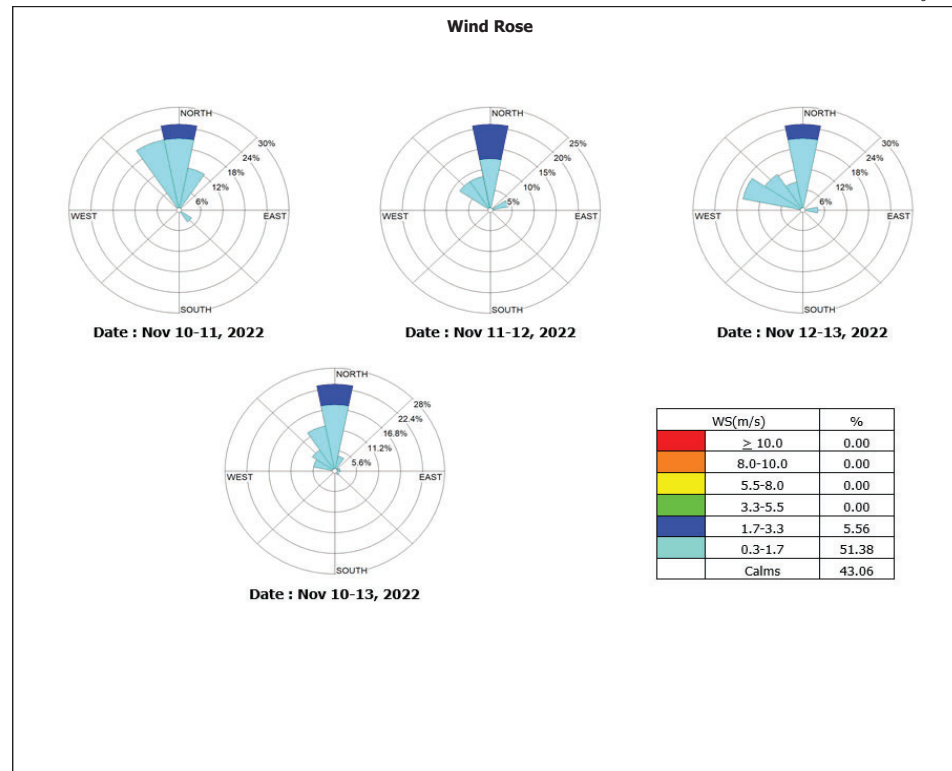 Wind Rose
NORTH
30%
24%
18%
12%
6%
WEST
EAST
SOUTH
Date : Nov 10-11, 2022
NORTH
25%
20%
15%
10%
5%
WEST
EAST
SOUTH
Date : Nov 11-12, 2022
NORTH
30%
24%
18%
12%
6%
WEST
EAST
SOUTH
Date : Nov 12-13, 2022
NORTH
28%
22.4%
16.8%
11.2%
5.6%
WEST
EAST
SOUTH
Date : Nov 10-13, 2022
WS(m/s) %
≥ 10.0 0.00
8.0-10.0 0.00
5.5-8.0 0.00
3.3-5.5 0.00
1.7-3.3 5.56
0.3-1.7 51.38
Calms 43.06